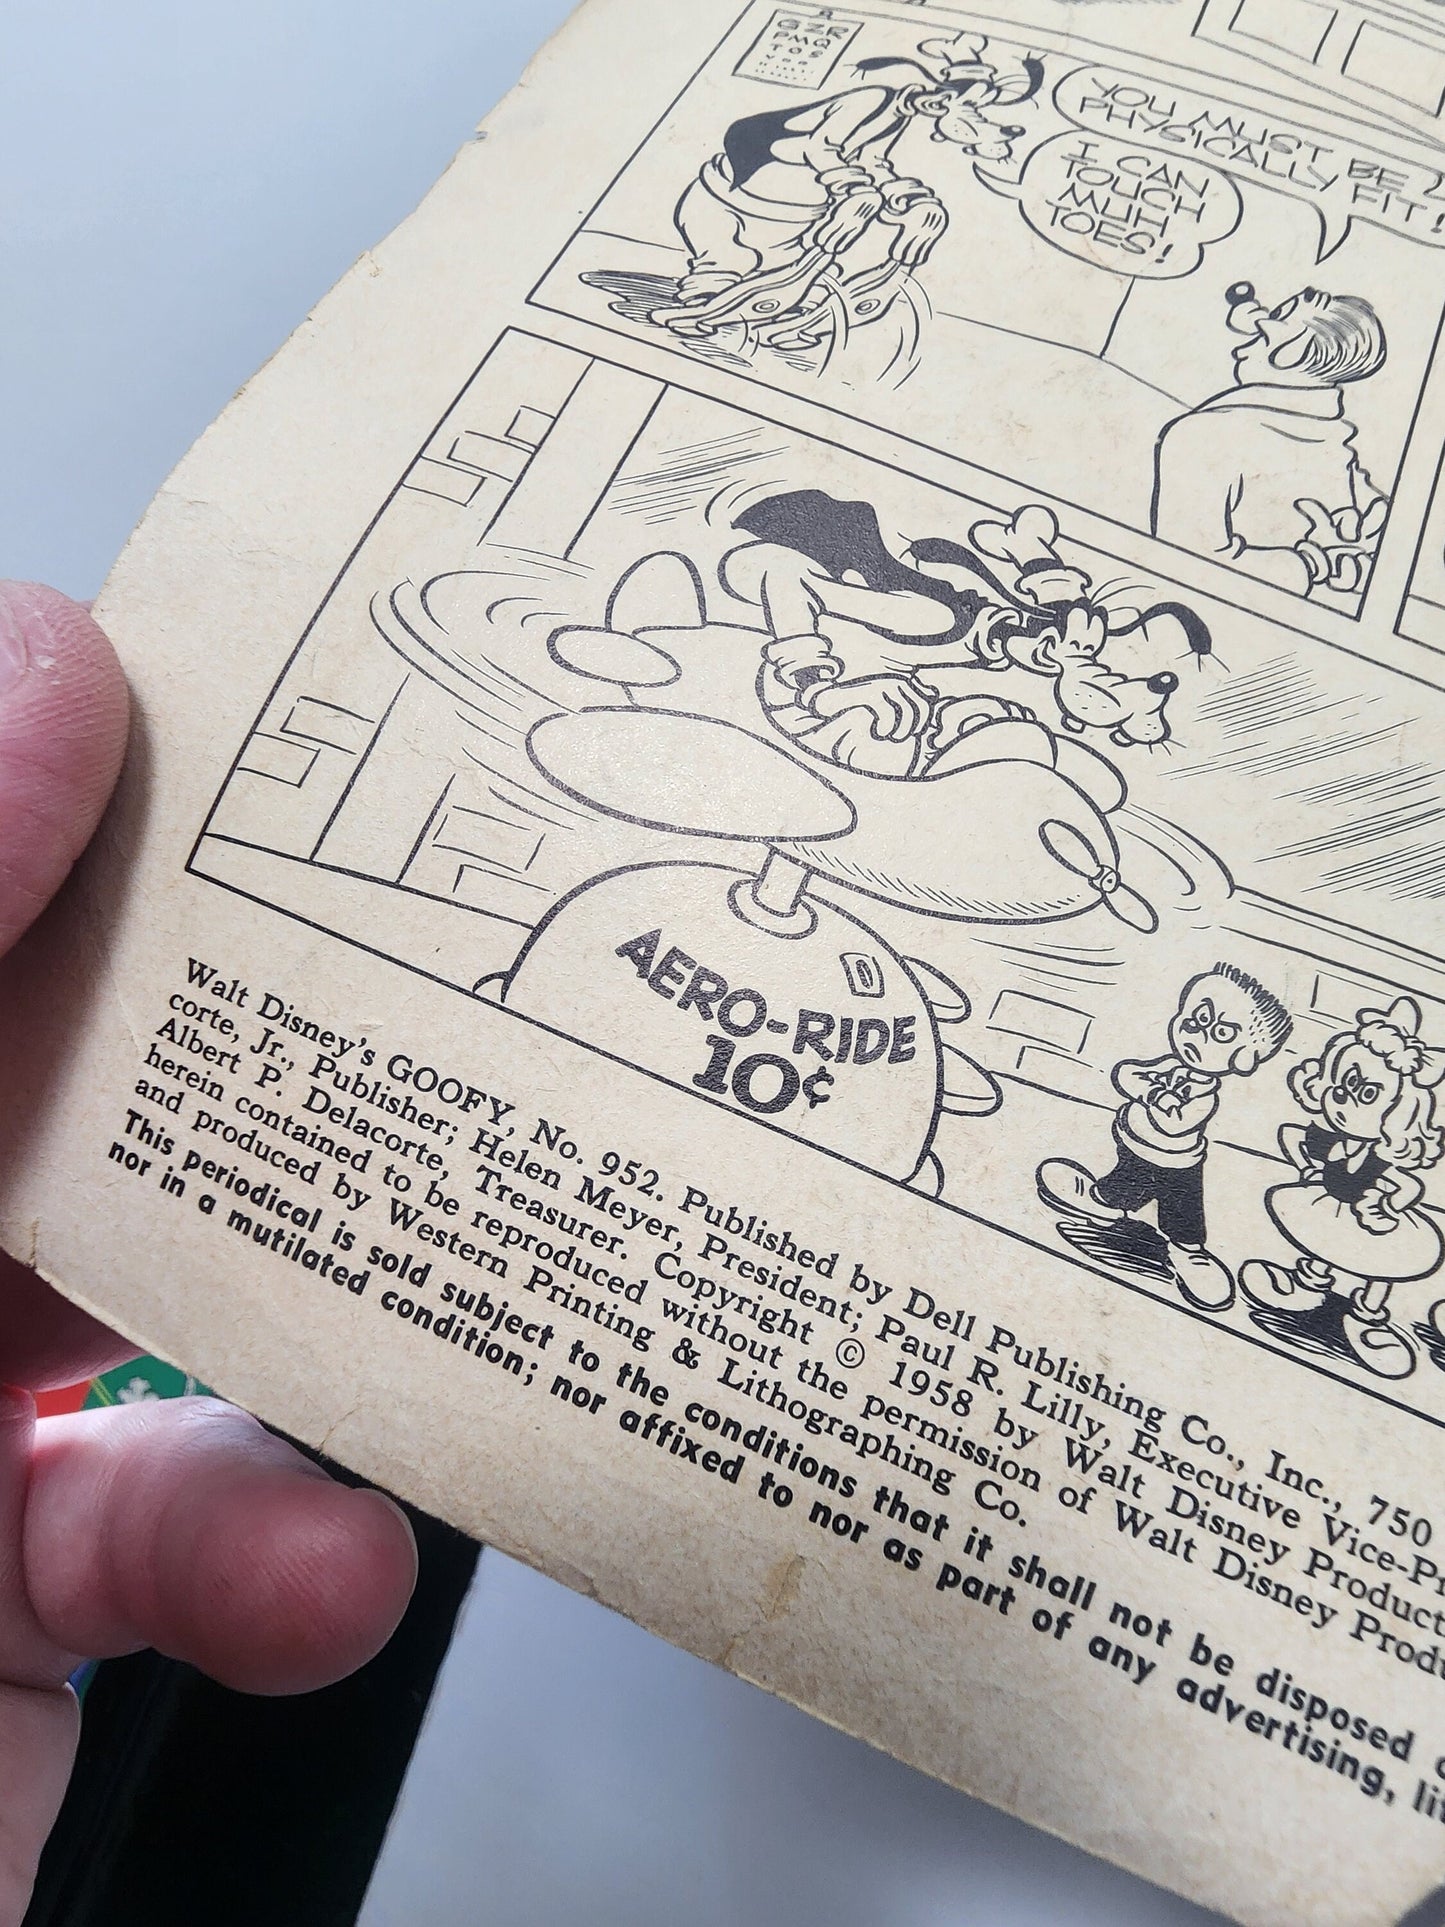 R
G Z R
P M Q
T O S
YOU MUST BE
PHYSICALLY FIT!
I CAN
TOUCH
MUH
TOES!
AERO-RIDE
10¢
Walt Disney's GOOFY, No. 952. Published by Dell Publishing Co., Inc., 750
corte, Jr., Publisher; Helen Meyer, President; Paul R. Lilly, Executive Vice-Pr
Albert P. Delacorte, Treasurer. Copyright © 1958 by Walt Disney Product
herein contained to be reproduced without the permission of Walt Disney Produ
and produced by Western Printing & Lithographing Co.
This periodical is sold subject to the conditions that it shall not be disposed o
nor in a mutilated condition; nor affixed to nor as part of any advertising, lit